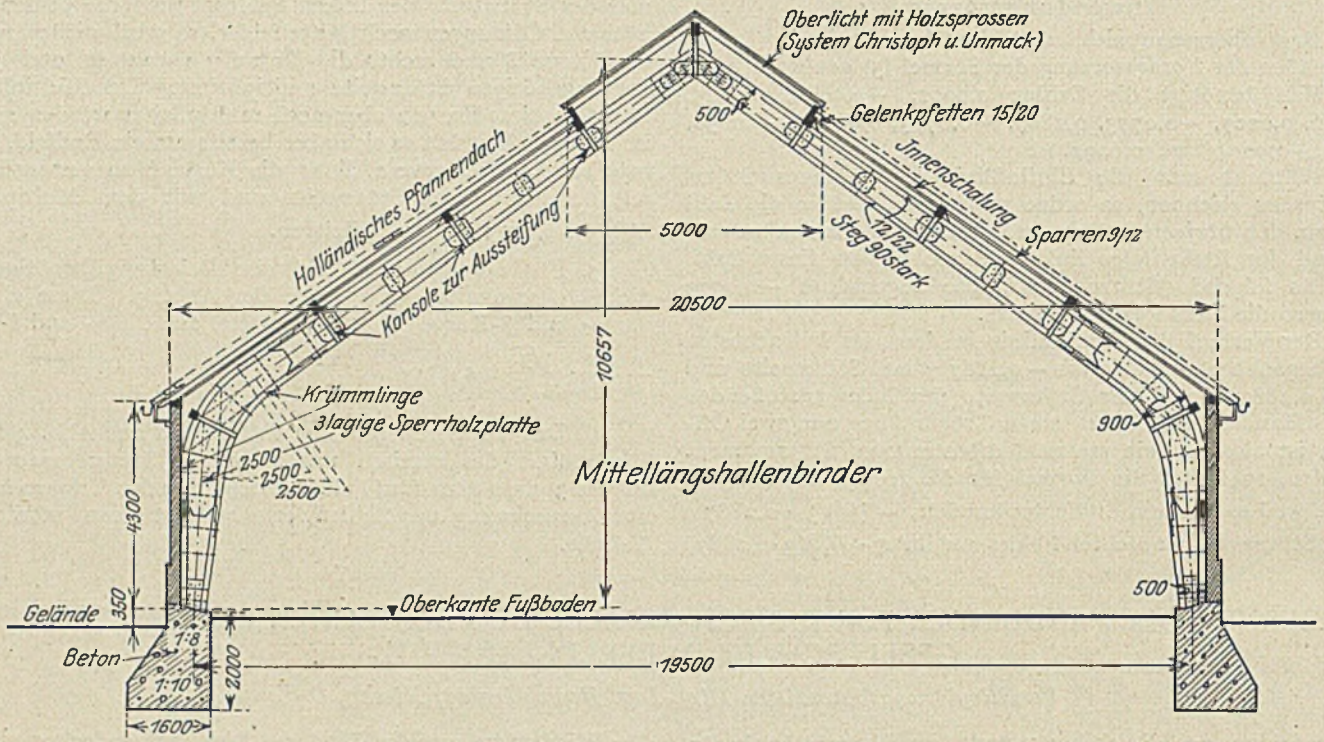 Oberlicht mit Holzsprossen
(System Christoph u. Unmack)
500
Gelenkpfetten 15/20
Holländisches Pfannendach
Innenschalung
5000
12/22
Steg 90stark
Sparren 9/12
Konsole zur Aussteifung
20500
10657
Krümmlinge
3lagige Sperrholzplatte
900
2500
2500
2500
Mittellängshallenbinder
4300
350
500
Gelände
Oberkante Fußboden
1:8
Beton
19500
1:10
2000
1600